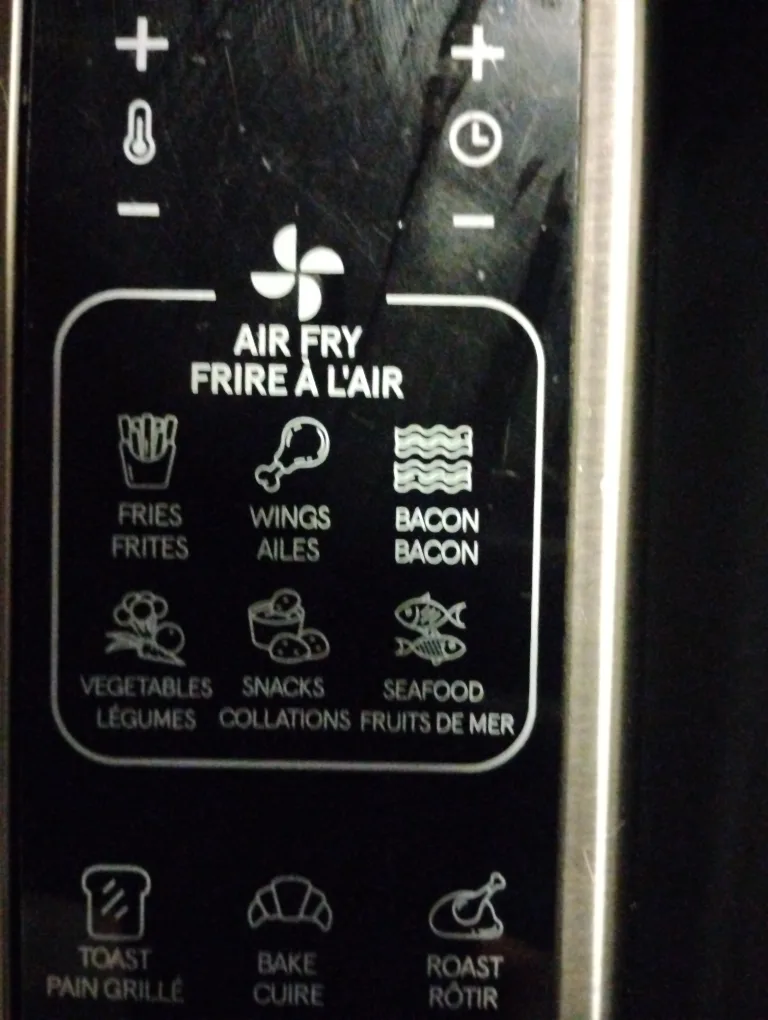 AIR FRY
FRIRE À L'AIR
FRIES WINGS BACON
FRITES AILES BACON
VEGETABLES SNACKS SEAFOOD
LÉGUMES COLLATIONS FRUITS DE MER
TOAST BAKE ROAST
PAIN GRILLÉ CUIRE RÔTIR